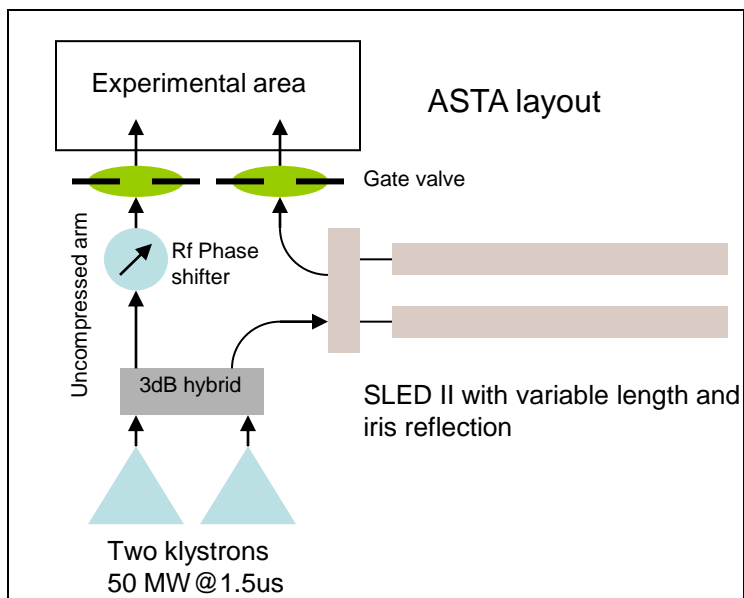 Experimental area
ASTA layout
Gate valve
Uncompressed arm
Rf Phase
shifter
3dB hybrid
SLED II with variable length and
iris reflection
Two klystrons
50 MW@1.5us